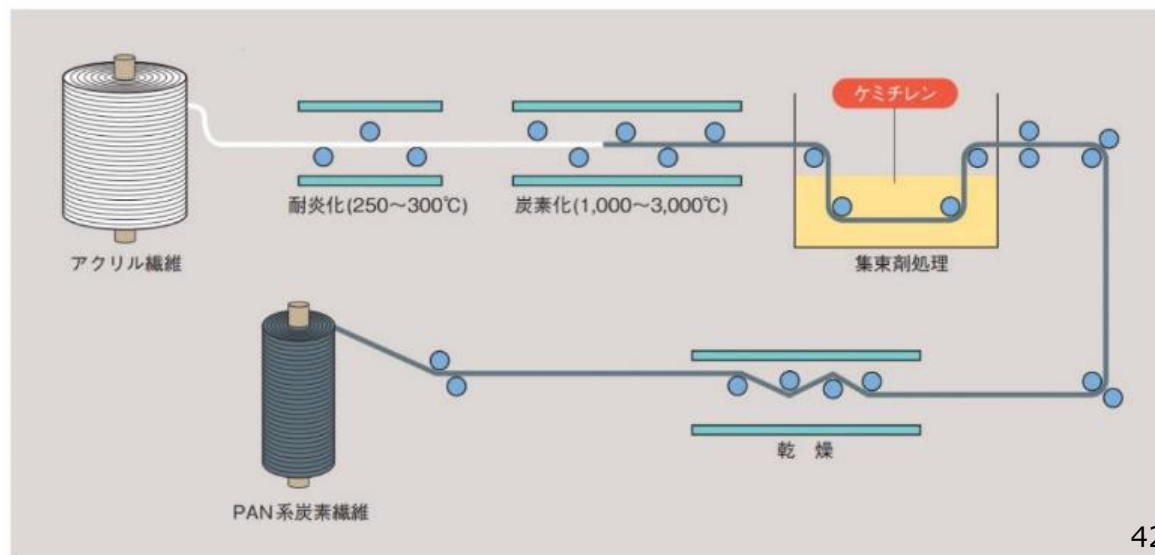 ケミチレン
耐炎化(250～300℃)
炭素化(1,000～3,000℃)
アクリル繊維
集束剤処理
乾 燥
PAN系炭素繊維
42